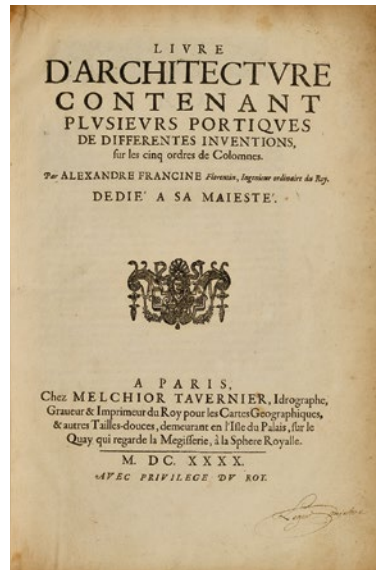 LIVRE
D'ARCHITECTVRE
CONTENANT
PLVSIEVRS PORTIQVES
DE DIFFERENTES INVENTIONS,
sur les cinq ordres de Colomnes.
Par ALEXANDRE FRANCINE Florentin, Ingenieur ordinaire du Roy.
DEDIE' A SA MAIESTE'.
A PARIS,
Chez MELCHIOR TAVERNIER, Idrographe,
Graueur & Imprimeur du Roy pour les Cartes Geographiques,
& autres Tailles-douces, demeurant en l'Isle du Palais, sur le
Quay qui regarde la Megisserie, à la Sphere Royalle.
M. DC. XXXX.
AVEC PRIVILEGE DV ROY.